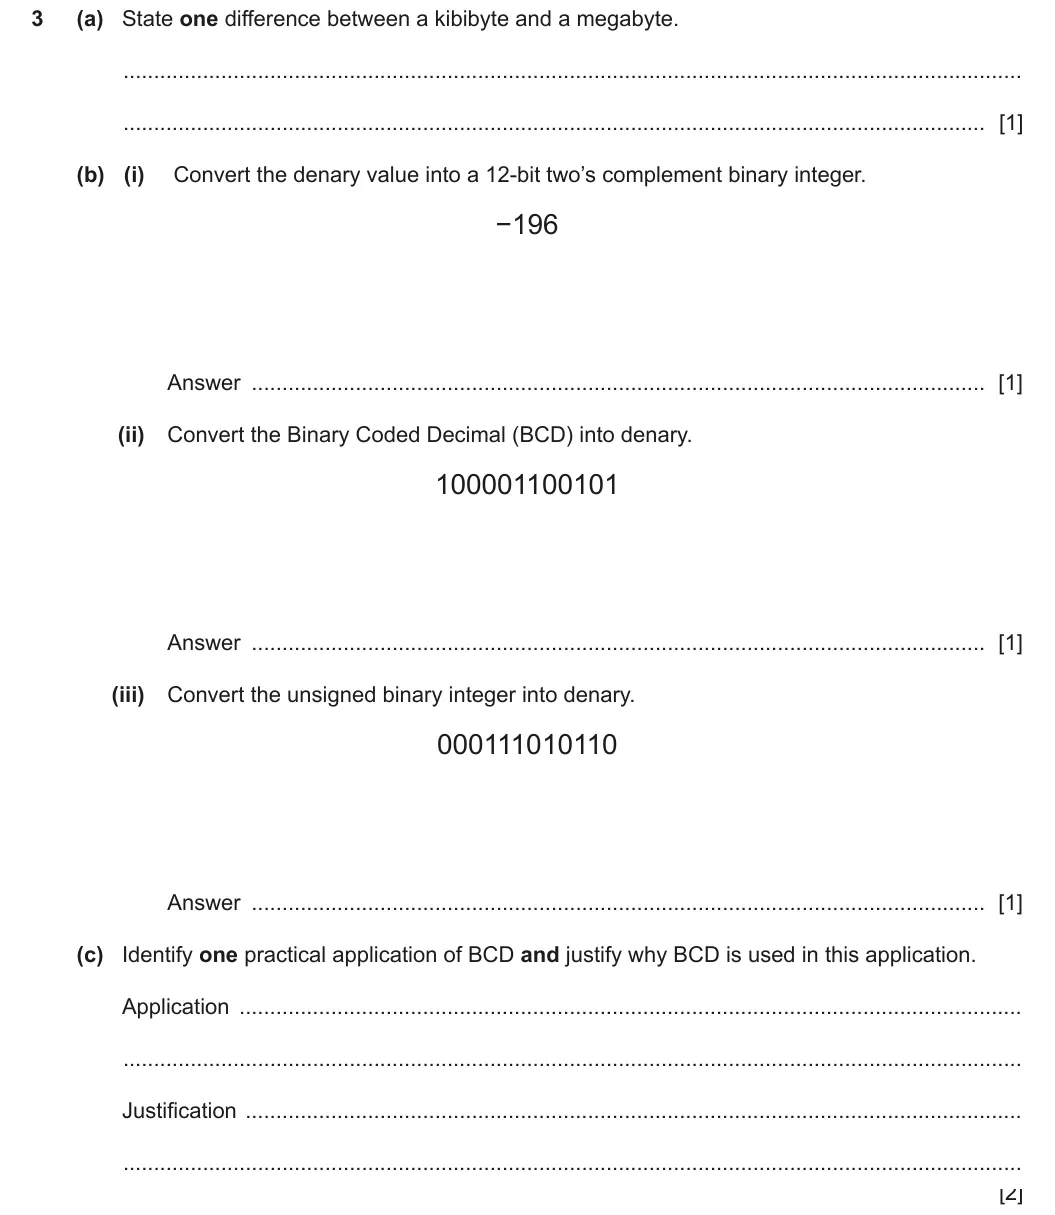 3 (a) State one difference between a kibibyte and a megabyte.
..........................................................................................................................................
.......................................................................................................................... [1]
(b) (i) Convert the denary value into a 12-bit two’s complement binary integer.
−196
Answer .......................................................................................................... [1]
(ii) Convert the Binary Coded Decimal (BCD) into denary.
100001100101
Answer .......................................................................................................... [1]
(iii) Convert the unsigned binary integer into denary.
000111010110
Answer .......................................................................................................... [1]
(c) Identify one practical application of BCD and justify why BCD is used in this application.
Application ..........................................................................................................
..........................................................................................................................................
Justification ..........................................................................................................
..........................................................................................................................................
[2]